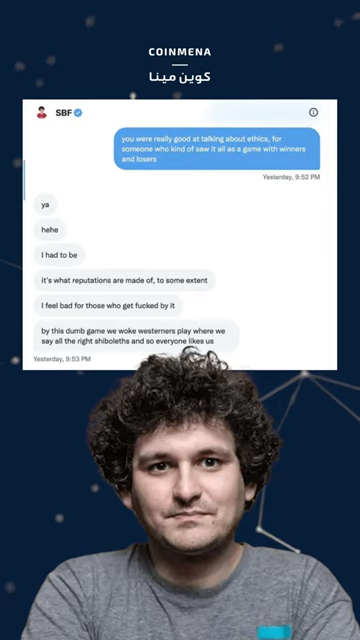 COINMENA
كوين مينا
SBF
you were really good at talking about ethics, for
someone who kind of saw it all as a game with winners
and losers
Yesterday, 9:52 PM
ya
hehe
I had to be
it's what reputations are made of, to some extent
I feel bad for those who get fucked by it
by this dumb game we woke westerners play where we
say all the right shiboleths and so everyone likes us
Yesterday, 9:53 PM